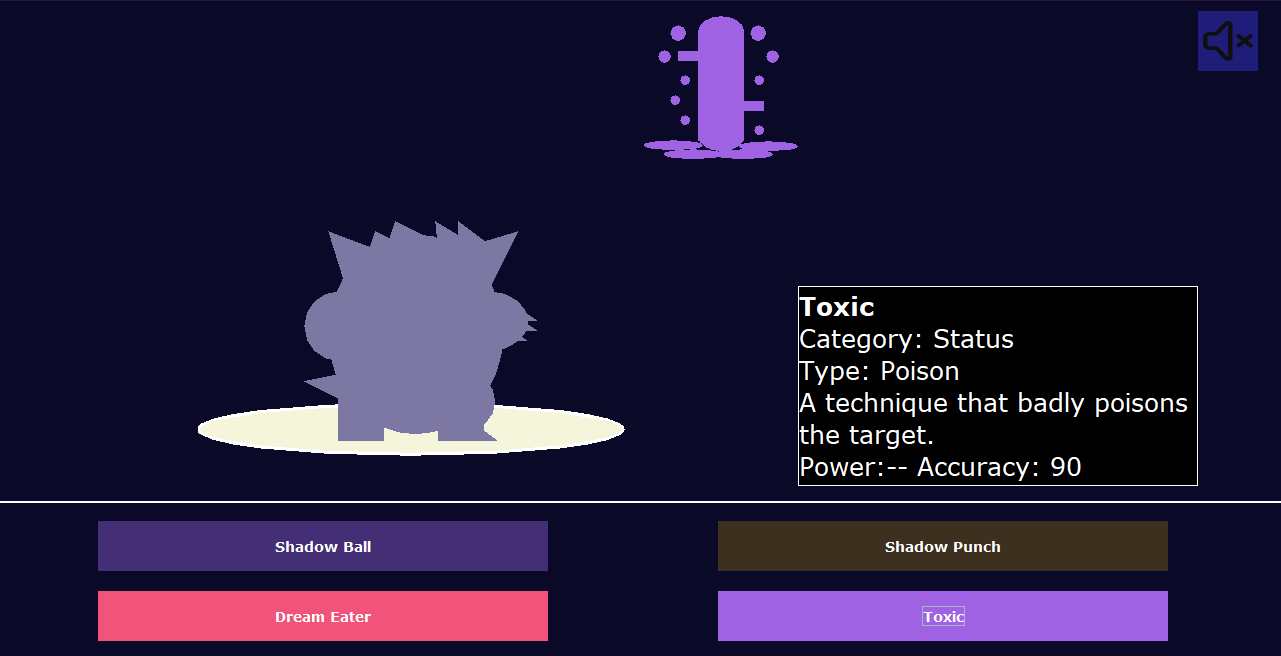 Toxic
Category: Status
Type: Poison
A technique that badly poisons
the target.
Power:-- Accuracy: 90
Shadow Ball
Shadow Punch
Dream Eater
Toxic